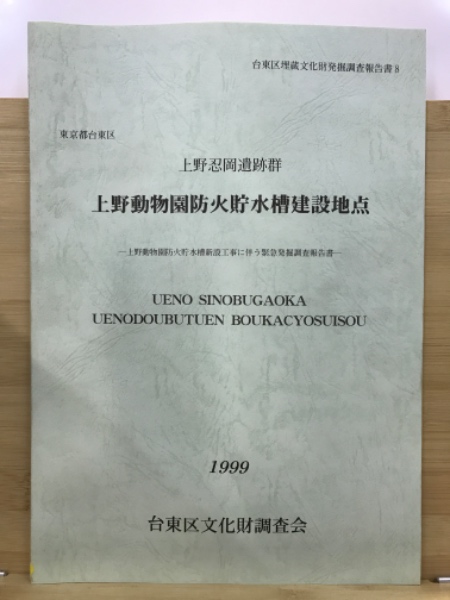 台東区埋蔵文化財発掘調査報告書8
東京都台東区
上野忍岡遺跡群
上野動物園防火貯水槽建設地点
―上野動物園防火貯水槽新設工事に伴う緊急発掘調査報告書―
UENO SINOBUGAOKA
UENODOUBUTUEN BOUKACYOSUISOU
1999
台東区文化財調査会